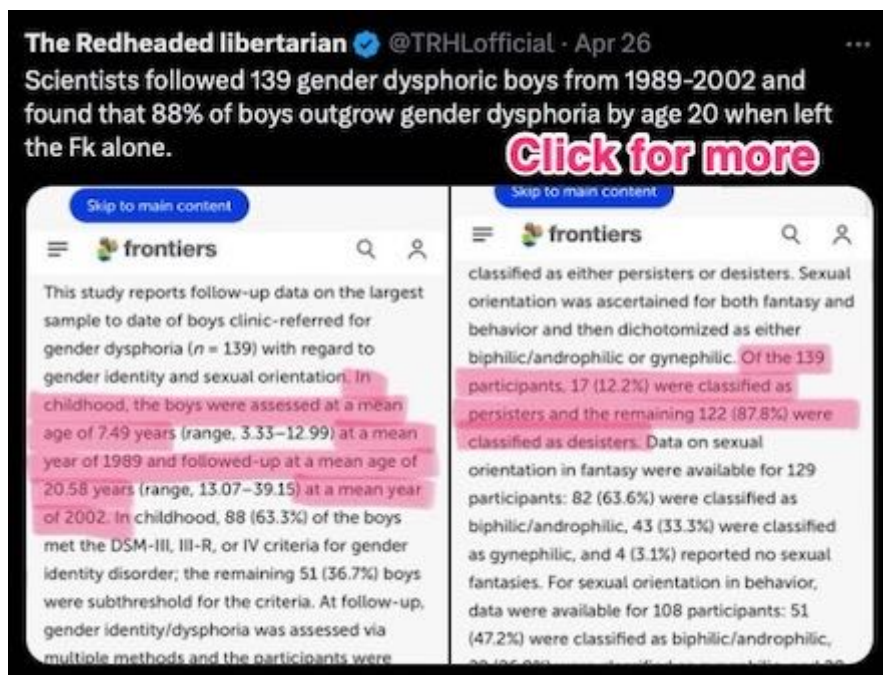 The Redheaded libertarian @TRHLofficial · Apr 26
Scientists followed 139 gender dysphoric boys from 1989-2002 and
found that 88% of boys outgrow gender dysphoria by age 20 when left
the Fk alone.
Click for more
Skip to main content
frontiers
This study reports follow-up data on the largest
sample to date of boys clinic-referred for
gender dysphoria (n = 139) with regard to
gender identity and sexual orientation. In
childhood, the boys were assessed at a mean
age of 7.49 years (range, 3.33–12.99) at a mean
year of 1989 and followed-up at a mean age of
20.58 years (range, 13.07–39.15) at a mean year
of 2002. In childhood, 88 (63.3%) of the boys
met the DSM-III, III-R, or IV criteria for gender
identity disorder; the remaining 51 (36.7%) boys
were subthreshold for the criteria. At follow-up,
gender identity/dysphoria was assessed via
multiple methods and the participants were
Skip to main content
frontiers
classified as either persisters or desisters. Sexual
orientation was ascertained for both fantasy and
behavior and then dichotomized as either
biphilic/androphilic or gynephilic. Of the 139
participants, 17 (12.2%) were classified as
persisters and the remaining 122 (87.8%) were
classified as desisters. Data on sexual
orientation in fantasy were available for 129
participants: 82 (63.6%) were classified as
biphilic/androphilic, 43 (33.3%) were classified
as gynephilic, and 4 (3.1%) reported no sexual
fantasies. For sexual orientation in behavior,
data were available for 108 participants: 51
(47.2%) were classified as biphilic/androphilic,